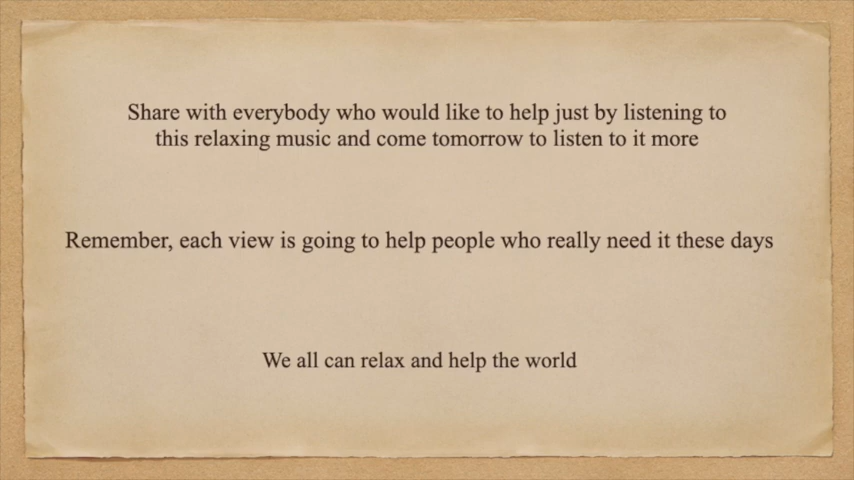 Share with everybody who would like to help just by listening to
this relaxing music and come tomorrow to listen to it more
Remember, each view is going to help people who really need it these days
We all can relax and help the world